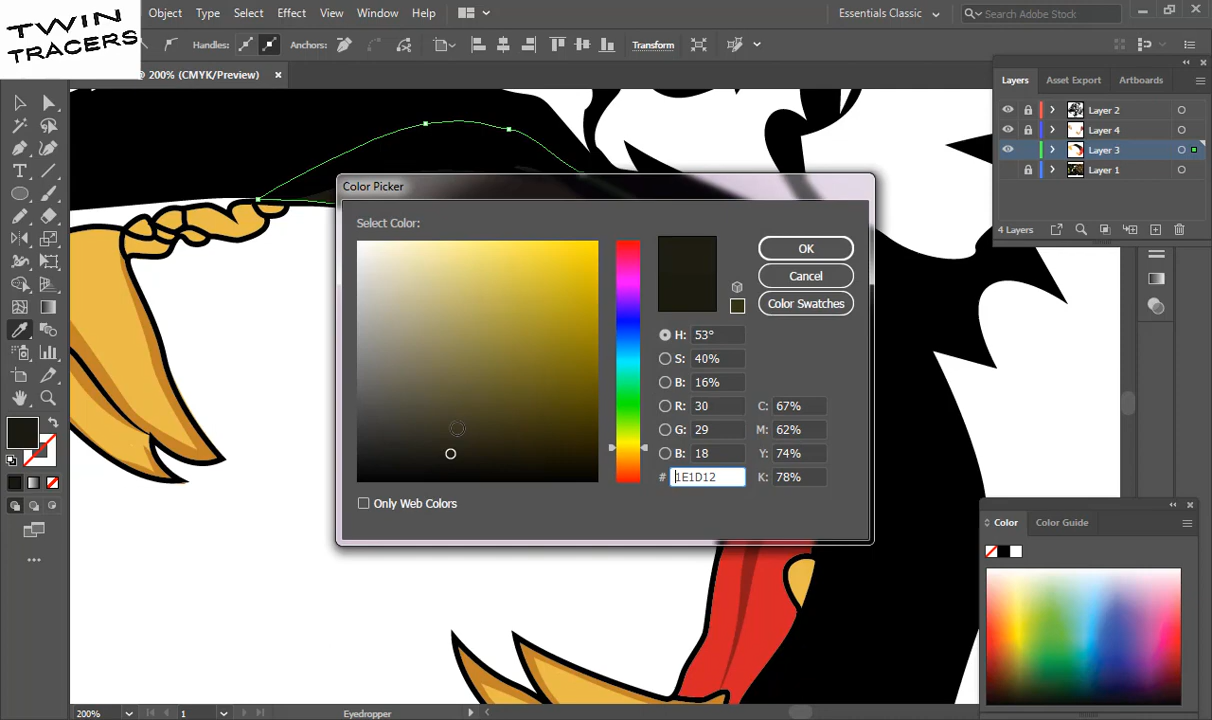 TWIN
TRACERS
Object Type Select Effect View Window Help
Essentials Classic
Search Adobe Stock
Handles:
Anchors:
Transform
@ 200% (CMYK/Preview)
Layers Asset Export Artboards
Layer 2
Layer 4
Layer 3
Layer 1
4 Layers
Color Picker
Select Color:
OK
Cancel
Color Swatches
H: 53°
S: 40%
B: 16%
R: 30 C: 67%
G: 29 M: 62%
B: 18 Y: 74%
# 1E1D12 K: 78%
Only Web Colors
Color Color Guide
200% 1 Eyedropper